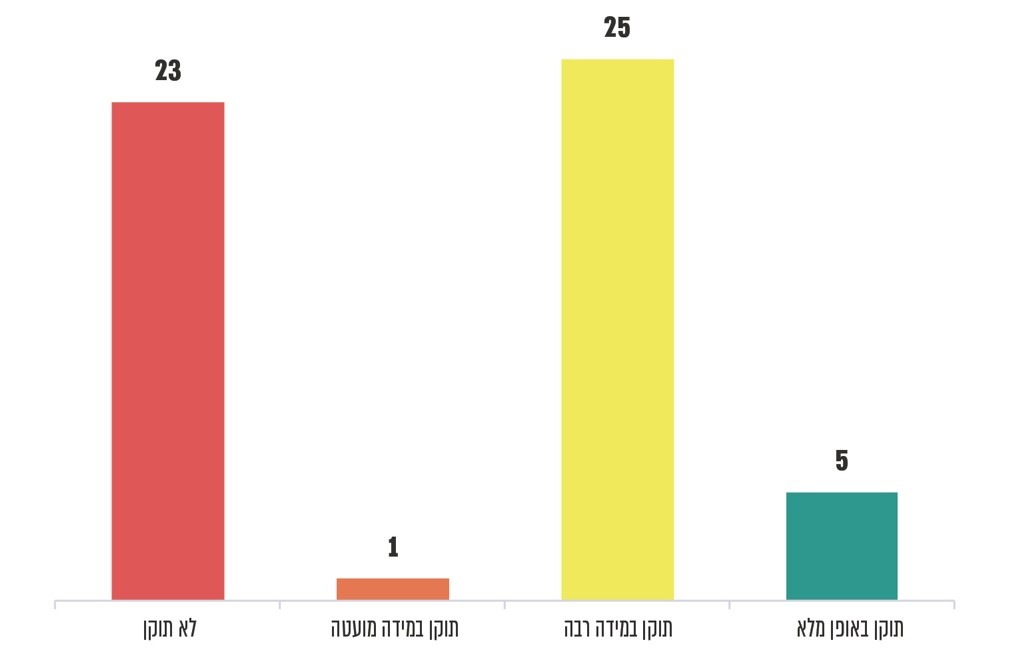 25
23
5
1
תוקן באופן מלא
תוקן במידה רבה
תוקן במידה מועטה
לא תוקן